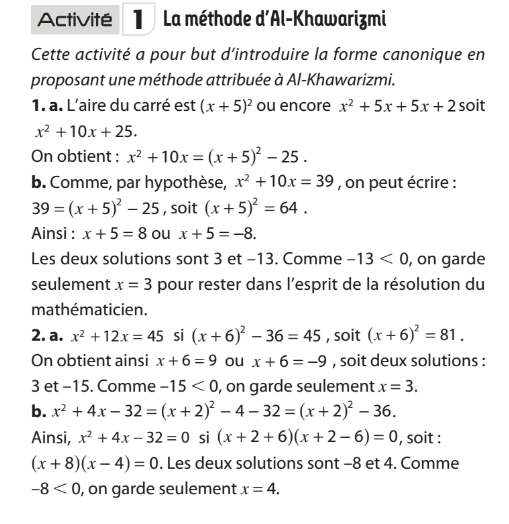 Activité 1 La méthode d'Al-Khawarizmi
Cette activité a pour but d'introduire la forme canonique en
proposant une méthode attribuée à Al-Khawarizmi.
1. a. L'aire du carré est (x + 5)² ou encore x² + 5x + 5x + 2 soit
x² + 10x + 25.
On obtient : x² + 10x = (x + 5)² − 25 .
b. Comme, par hypothèse, x² + 10x = 39 , on peut écrire :
39 = (x + 5)² − 25 , soit (x + 5)² = 64 .
Ainsi : x + 5 = 8 ou x + 5 = −8.
Les deux solutions sont 3 et −13. Comme −13 < 0, on garde
seulement x = 3 pour rester dans l'esprit de la résolution du
mathématicien.
2. a. x² + 12x = 45 si (x + 6)² − 36 = 45 , soit (x + 6)² = 81 .
On obtient ainsi x + 6 = 9 ou x + 6 = −9 , soit deux solutions :
3 et −15. Comme −15 < 0, on garde seulement x = 3.
b. x² + 4x − 32 = (x + 2)² − 4 − 32 = (x + 2)² − 36.
Ainsi, x² + 4x − 32 = 0 si (x + 2 + 6)(x + 2 − 6) = 0, soit :
(x + 8)(x − 4) = 0. Les deux solutions sont −8 et 4. Comme
−8 < 0, on garde seulement x = 4.